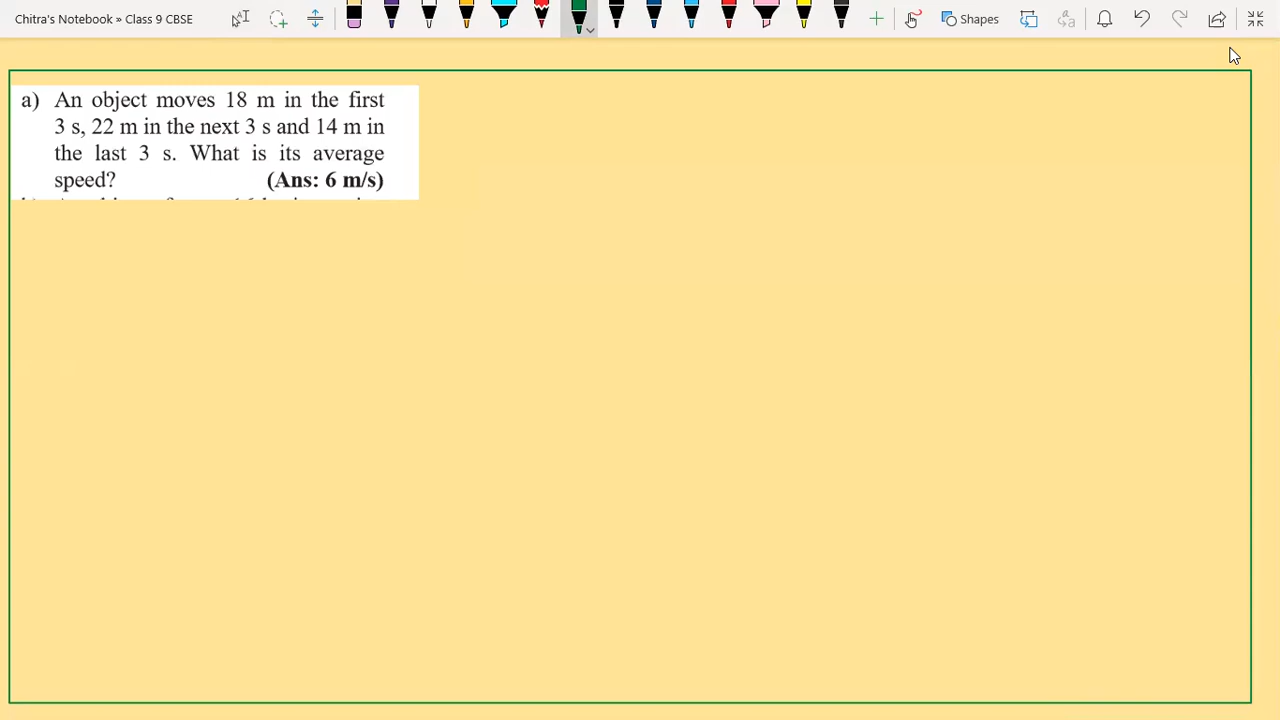 Chitra's Notebook » Class 9 CBSE
Shapes
a) An object moves 18 m in the first
3 s, 22 m in the next 3 s and 14 m in
the last 3 s. What is its average
speed? (Ans: 6 m/s)